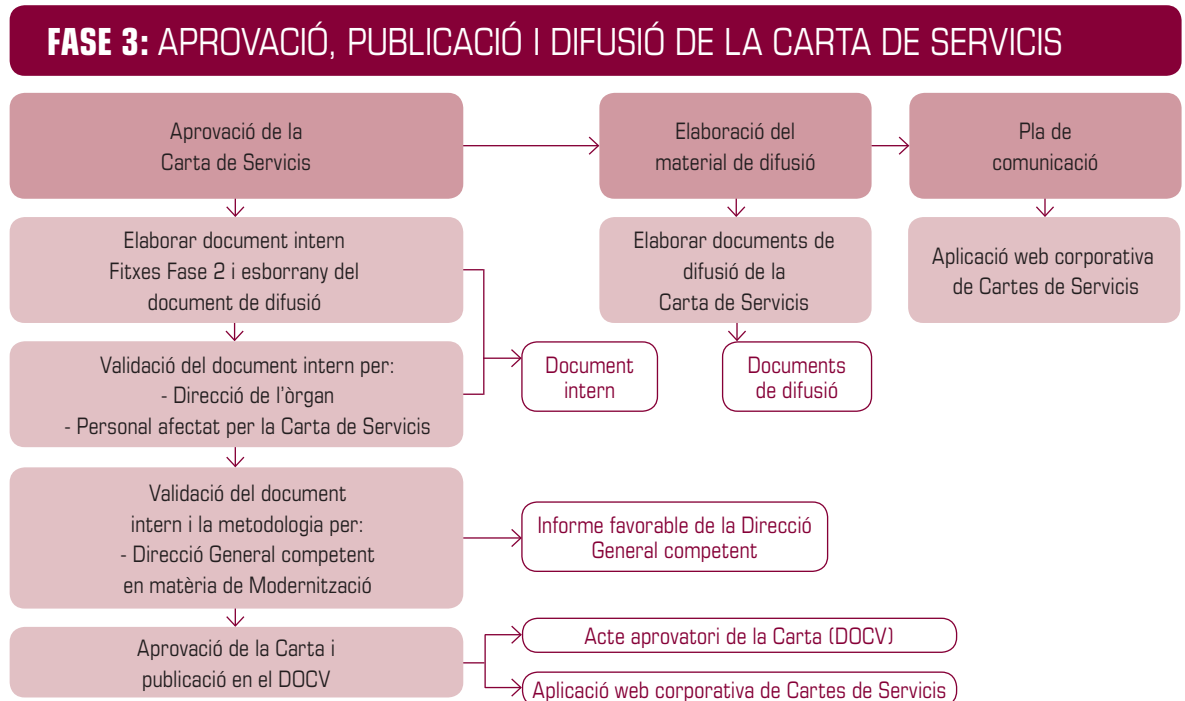 FASE 3: APROVACIÓ, PUBLICACIÓ I DIFUSIÓ DE LA CARTA DE SERVICIS
Aprovació de la
Carta de Servicis
Elaboració del
material de difusió
Pla de
comunicació
Elaborar document intern
Fitxes Fase 2 i esborrany del
document de difusió
Elaborar documents de
difusió de la
Carta de Servicis
Aplicació web corporativa
de Cartes de Servicis
Validació del document intern per:
- Direcció de l'òrgan
- Personal afectat per la Carta de Servicis
Document
intern
Documents
de difusió
Validació del document
intern i la metodologia per:
- Direcció General competent
en matèria de Modernització
Informe favorable de la Direcció
General competent
Aprovació de la Carta i
publicació en el DOCV
Acte aprovatori de la Carta (DOCV)
Aplicació web corporativa de Cartes de Servicis